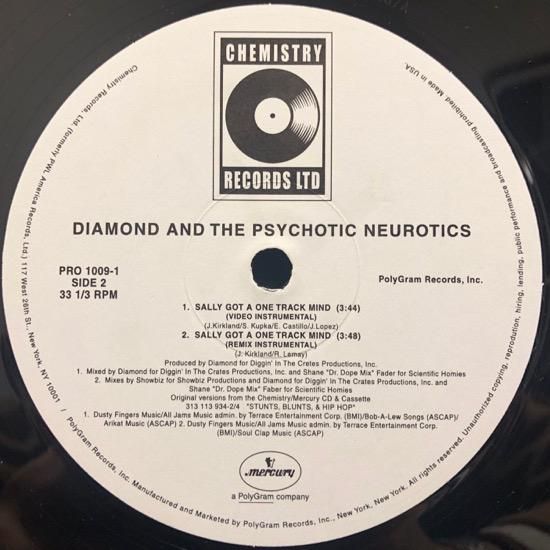 CHEMISTRY
RECORDS LTD
DIAMOND AND THE PSYCHOTIC NEUROTICS
PRO 1009-1
SIDE 2
33 1/3 RPM
PolyGram Records, Inc.
1. SALLY GOT A ONE TRACK MIND (3:44)
(VIDEO INSTRUMENTAL)
(J.Kirkland/S. Kupka/E. Castillo/J.Lopez)
2. SALLY GOT A ONE TRACK MIND (3:48)
(REMIX INSTRUMENTAL)
(J. Kirkland/R. Lemay)
Produced by Diamond for Diggin' In The Crates Productions, Inc.
1. Mixed by Diamond for Diggin' In The Crates Productions, Inc. and Shane "Dr. Dope Mix" Faber for Scientific Homies
2. Mixes by Showbiz for Showbiz Productions and Diamond for Diggin' In The Crates Productions, Inc. and
Shane "Dr. Dope Mix" Faber for Scientific Homies
Original versions from the Chemistry/Mercury CD & Cassette
313 113 934-2/4 "STUNTS, BLUNTS, & HIP HOP"
1. Dusty Fingers Music/All Jams Music admin. by Terrace Entertainment Corp. (BMI)/Bob-A-Lew Songs (ASCAP)/
Arikat Music (ASCAP) 2. Dusty Fingers Music/All Jams Music admin. by Terrace Entertainment Corp.
(BMI)/Soul Clap Music (ASCAP)
mercury
a PolyGram company
Chemistry Records, Ltd. (formerly PWL America Records, Ltd.) 117 West 26th St., New York, NY 10001 / PolyGram Records, Inc. Manufactured and Marketed by PolyGram Records, Inc., New York, New York. All rights reserved. Unauthorized copying, reproduction, hiring, lending, public performance and broadcasting prohibited. Made in USA.